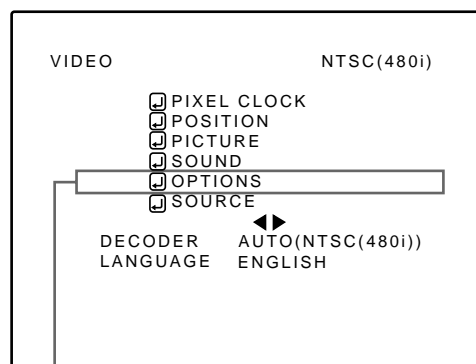 VIDEO NTSC(480i)
PIXEL CLOCK
POSITION
PICTURE
SOUND
OPTIONS
SOURCE
DECODER AUTO(NTSC(480i))
LANGUAGE ENGLISH